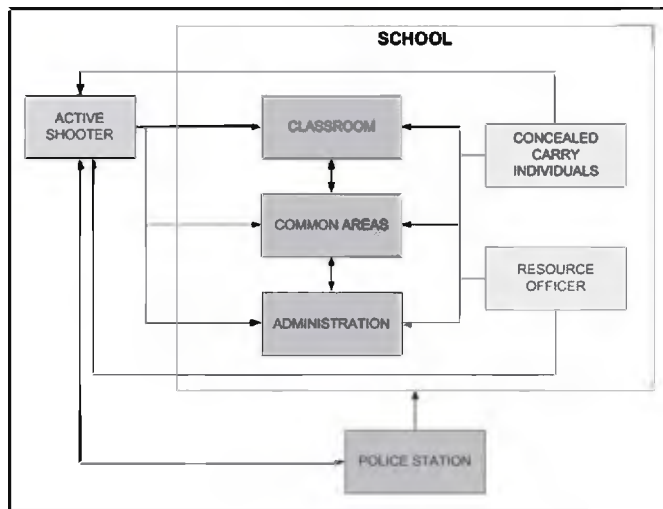 SCHOOL
ACTIVE
SHOOTER
CLASSROOM
CONCEALED
CARRY
INDIVIDUALS
COMMON AREAS
RESOURCE
OFFICER
ADMINISTRATION
POLICE STATION